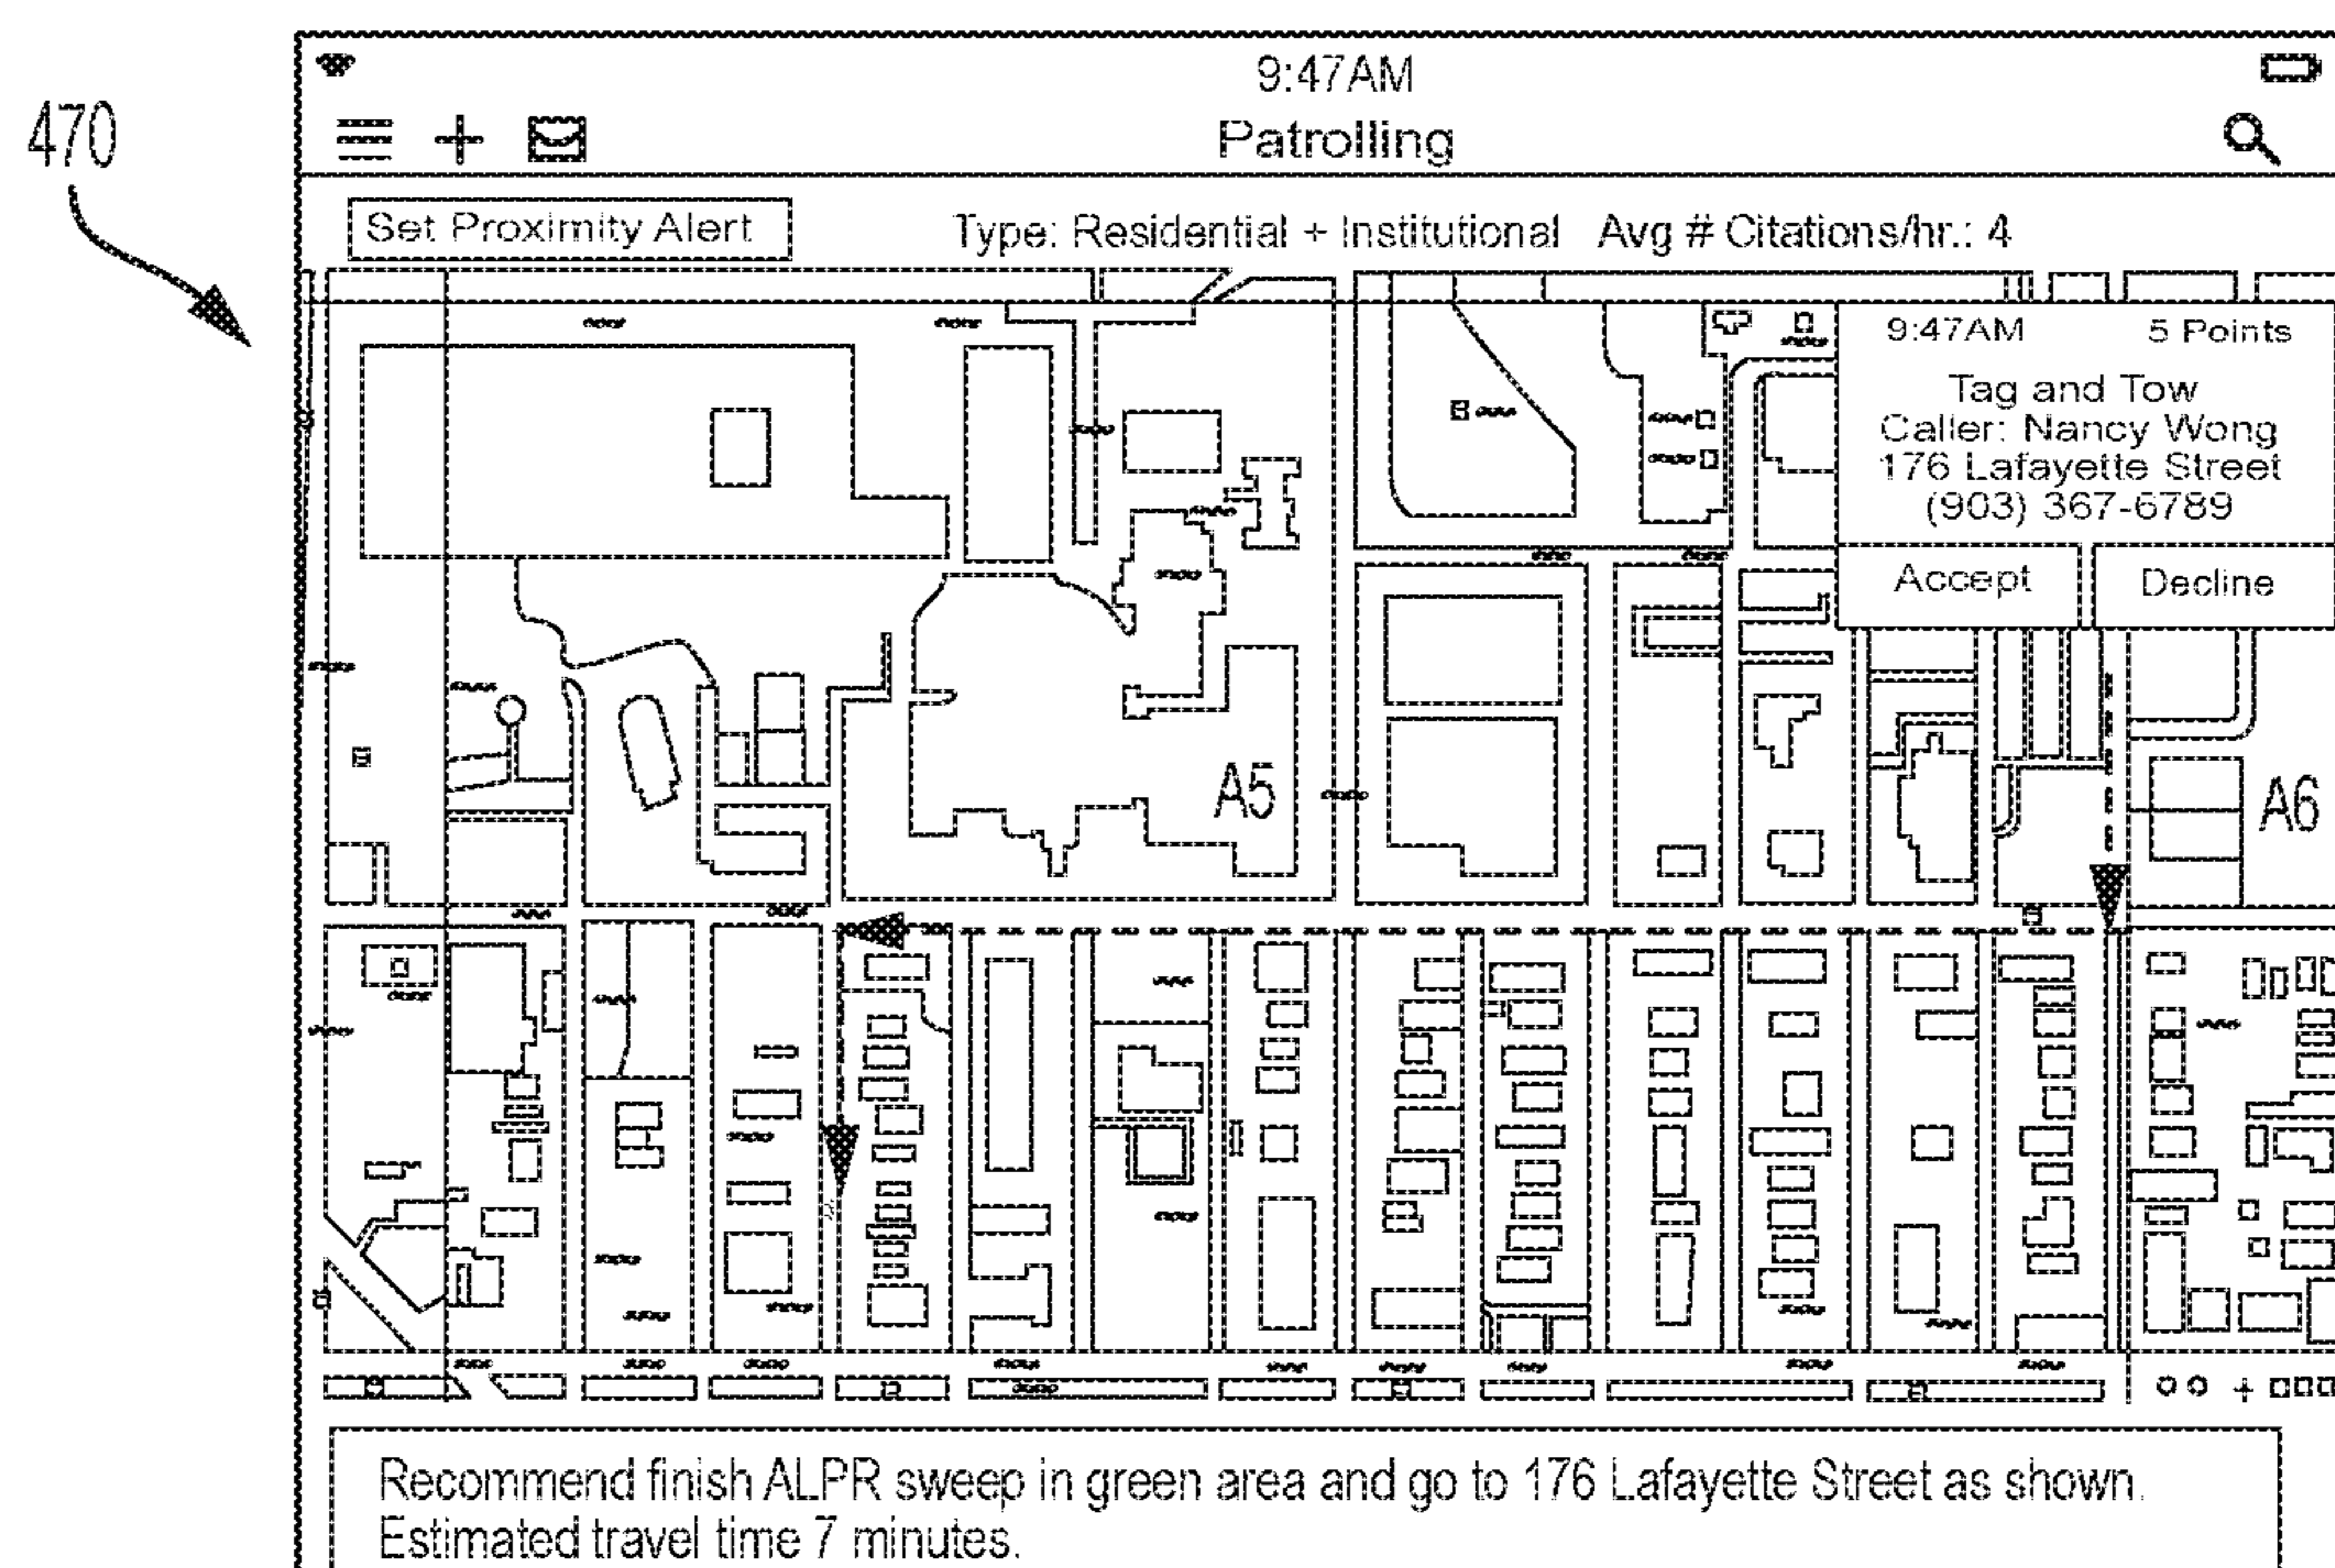 470
9:47AM
Patrolling
Set Proximity Alert
Type: Residential + Institutional Avg # Citations/hr.: 4
9:47AM 5 Points
Tag and Tow
Caller: Nancy Wong
176 Lafayette Street
(903) 367-6789
Accept Decline
A5
A6
Recommend finish ALPR sweep in green area and go to 176 Lafayette Street as shown.
Estimated travel time 7 minutes.